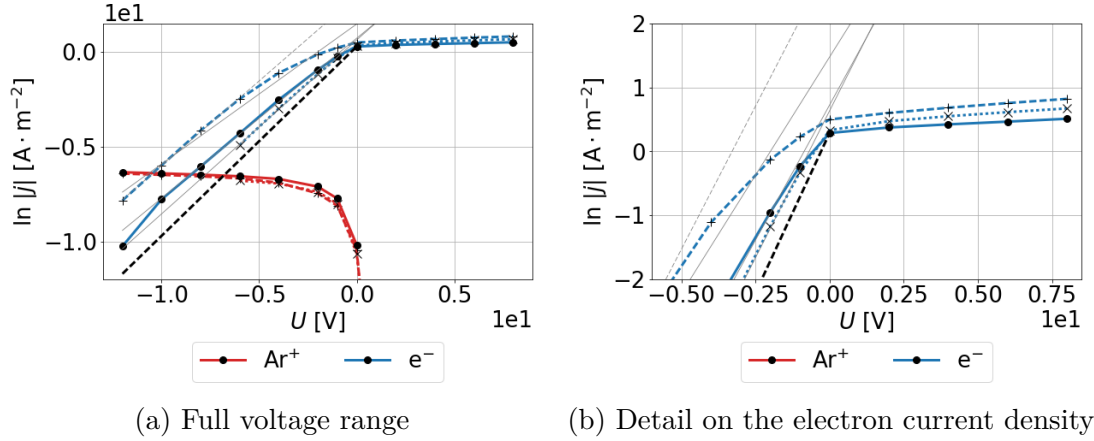 1e1
0.0
−0.5
−1.0
ln |j| [A · m⁻²]
−1.0 −0.5 0.0 0.5
U [V]
1e1
Ar⁺ e⁻
(a) Full voltage range
2
1
0
−1
−2
ln |j| [A · m⁻²]
−0.50 −0.25 0.00 0.25 0.50 0.75
U [V]
1e1
Ar⁺ e⁻
(b) Detail on the electron current density